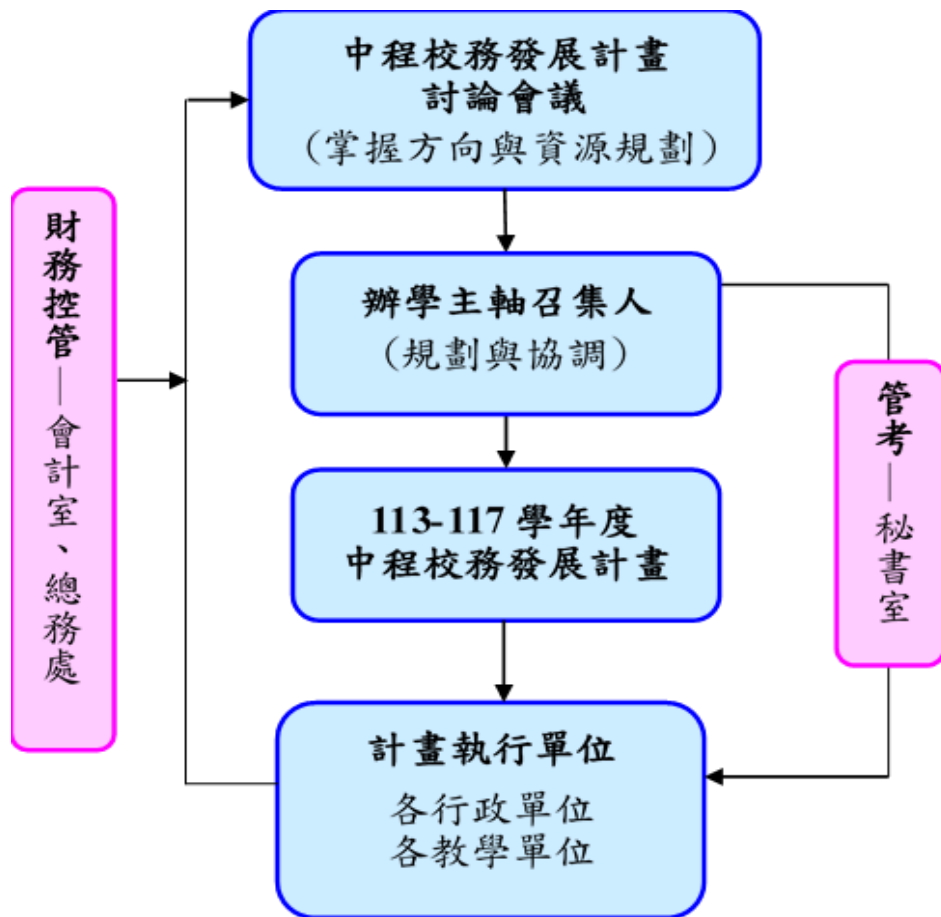 中程校務發展計畫
討論會議
（掌握方向與資源規劃）
辦學主軸召集人
（規劃與協調）
113-117 學年度
中程校務發展計畫
計畫執行單位
各行政單位
各教學單位
財務控管—會計室、總務處
管考—秘書室